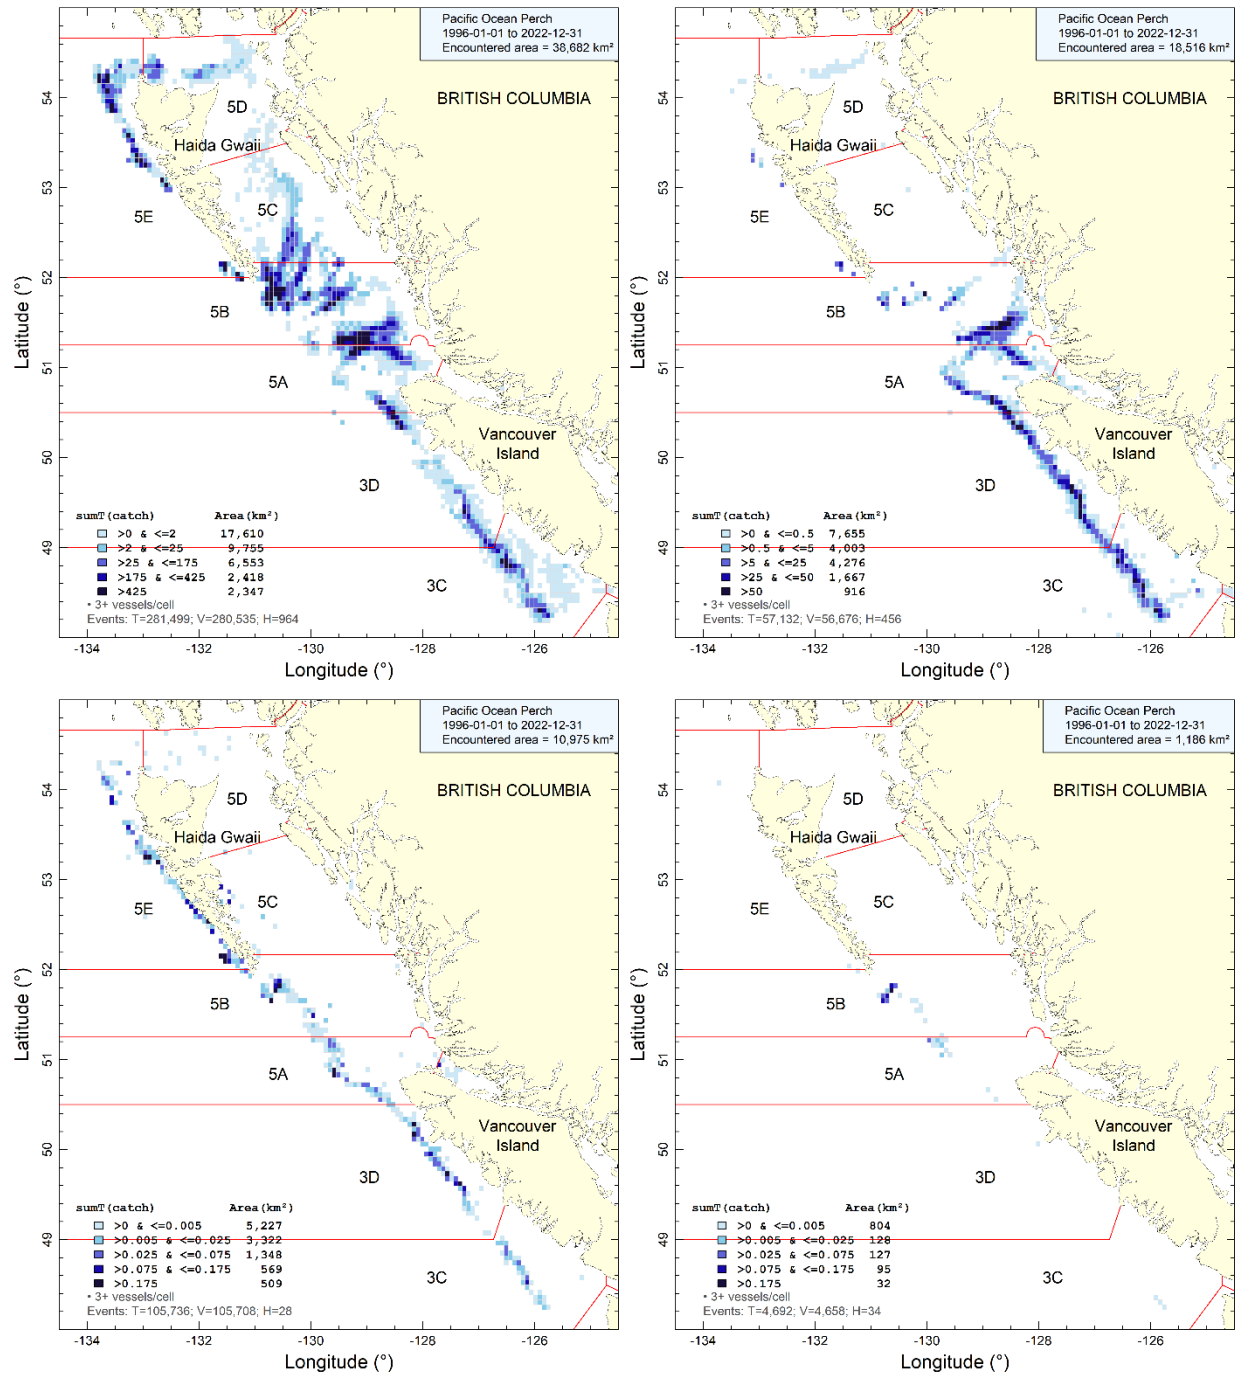 Pacific Ocean Perch
1996-01-01 to 2022-12-31
Encountered area = 38,682 km²
BRITISH COLUMBIA
5D
Haida Gwaii
5C
5E
5B
5A
Vancouver
Island
3D
3C
sumT(catch) Area(km²)
>0 & <=2 17,610
>2 & <=25 9,755
>25 & <=175 6,553
>175 & <=425 2,418
>425 2,347
• 3+ vessels/cell
Events: T=281,499; V=280,535; H=964
Latitude (°)
54
53
52
51
50
49
-134 -132 -130 -128 -126
Longitude (°)
Pacific Ocean Perch
1996-01-01 to 2022-12-31
Encountered area = 18,516 km²
BRITISH COLUMBIA
5D
Haida Gwaii
5C
5E
5B
5A
Vancouver
Island
3D
3C
sumT(catch) Area(km²)
>0 & <=0.5 7,655
>0.5 & <=5 4,003
>5 & <=25 4,276
>25 & <=50 1,667
>50 916
• 3+ vessels/cell
Events: T=57,132; V=56,676; H=456
Latitude (°)
54
53
52
51
50
49
-134 -132 -130 -128 -126
Longitude (°)
Pacific Ocean Perch
1996-01-01 to 2022-12-31
Encountered area = 10,975 km²
BRITISH COLUMBIA
5D
Haida Gwaii
5C
5E
5B
5A
Vancouver
Island
3D
3C
sumT(catch) Area(km²)
>0 & <=0.005 5,227
>0.005 & <=0.025 3,322
>0.025 & <=0.075 1,348
>0.075 & <=0.175 569
>0.175 509
• 3+ vessels/cell
Events: T=105,736; V=105,708; H=28
Latitude (°)
54
53
52
51
50
49
-134 -132 -130 -128 -126
Longitude (°)
Pacific Ocean Perch
1996-01-01 to 2022-12-31
Encountered area = 1,186 km²
BRITISH COLUMBIA
5D
Haida Gwaii
5C
5E
5B
5A
Vancouver
Island
3D
3C
sumT(catch) Area(km²)
>0 & <=0.005 804
>0.005 & <=0.025 128
>0.025 & <=0.075 127
>0.075 & <=0.175 95
>0.175 32
• 3+ vessels/cell
Events: T=4,692; V=4,658; H=34
Latitude (°)
54
53
52
51
50
49
-134 -132 -130 -128 -126
Longitude (°)